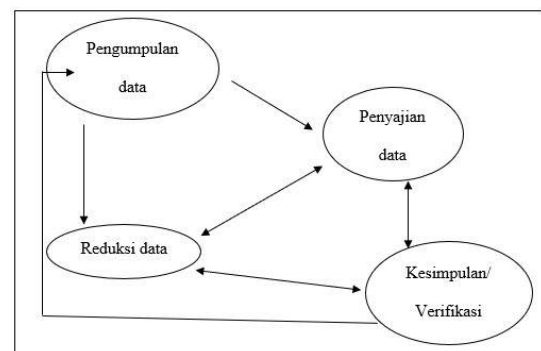 Pengumpulan
data
Penyajian
data
Reduksi data
Kesimpulan/
Verifikasi